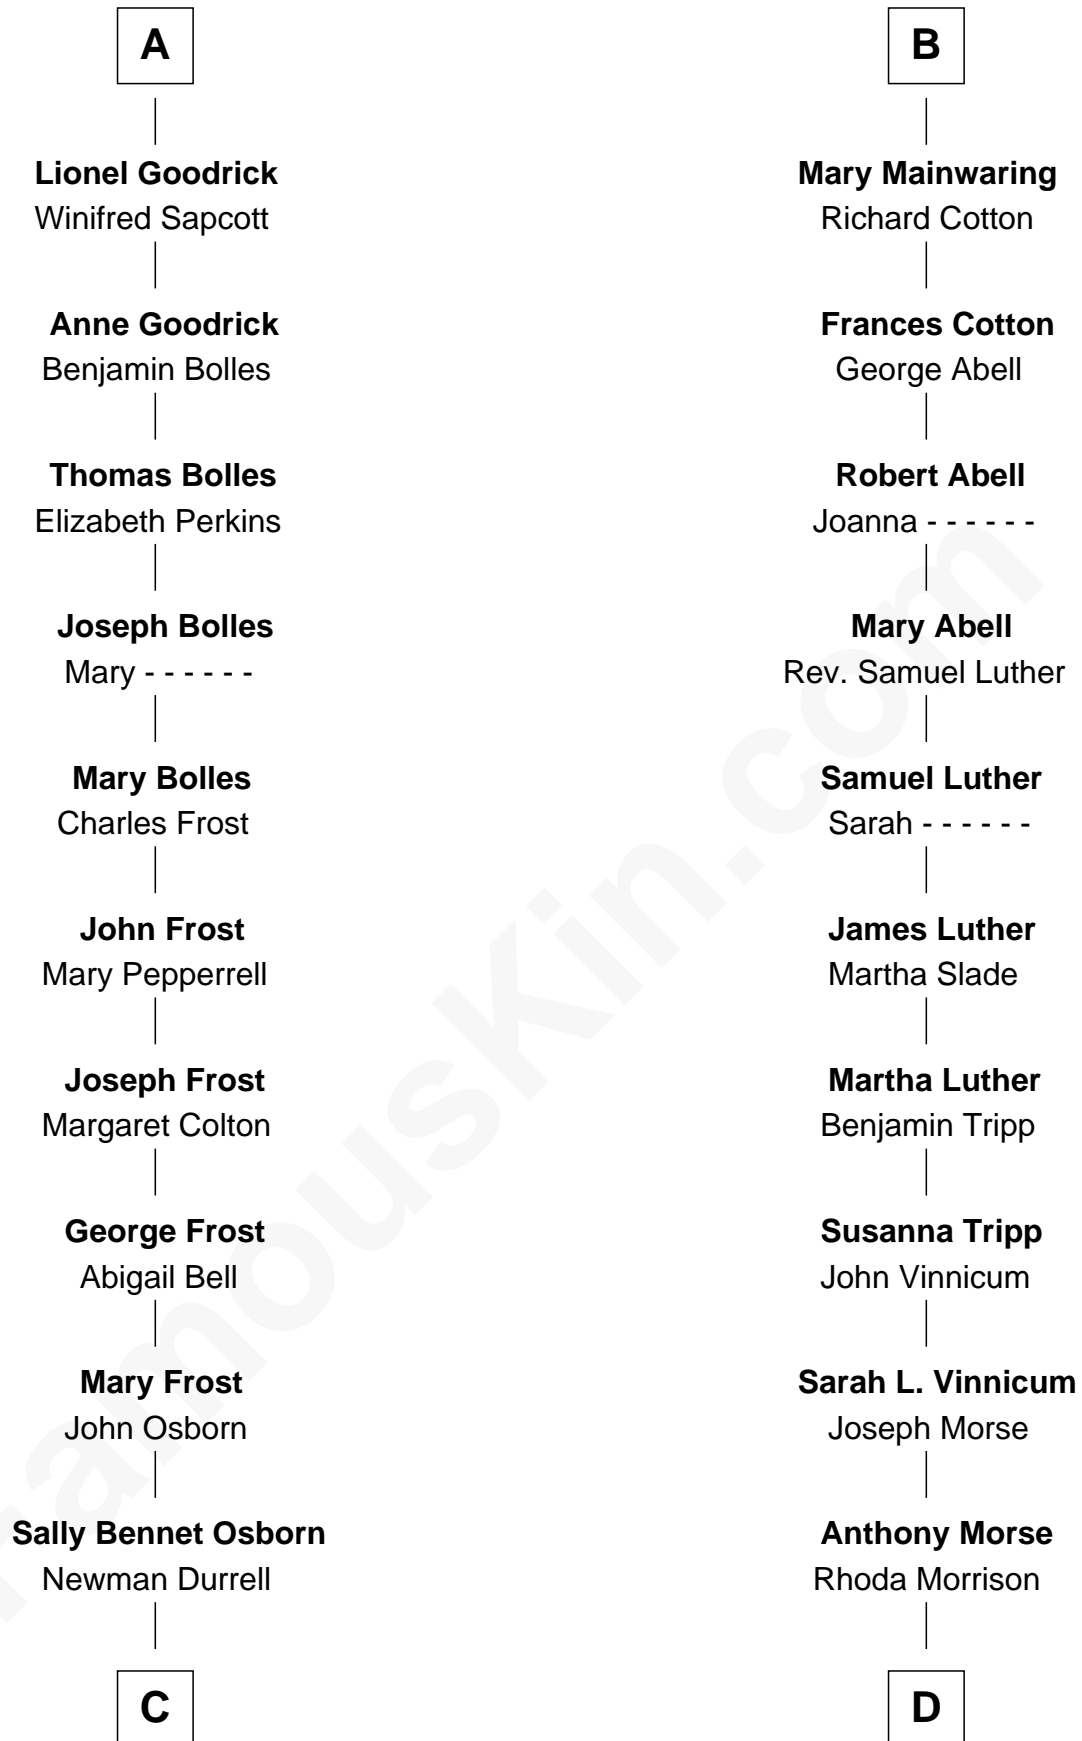 A
Lionel Goodrick
Winifred Sapcott
Anne Goodrick
Benjamin Bolles
Thomas Bolles
Elizabeth Perkins
Joseph Bolles
Mary - - - - - -
Mary Bolles
Charles Frost
John Frost
Mary Pepperrell
Joseph Frost
Margaret Colton
George Frost
Abigail Bell
Mary Frost
John Osborn
Sally Bennet Osborn
Newman Durrell
C
B
Mary Mainwaring
Richard Cotton
Frances Cotton
George Abell
Robert Abell
Joanna - - - - - -
Mary Abell
Rev. Samuel Luther
Samuel Luther
Sarah - - - - - -
James Luther
Martha Slade
Martha Luther
Benjamin Tripp
Susanna Tripp
John Vinnicum
Sarah L. Vinnicum
Joseph Morse
Anthony Morse
Rhoda Morrison
D
FamousKin.com